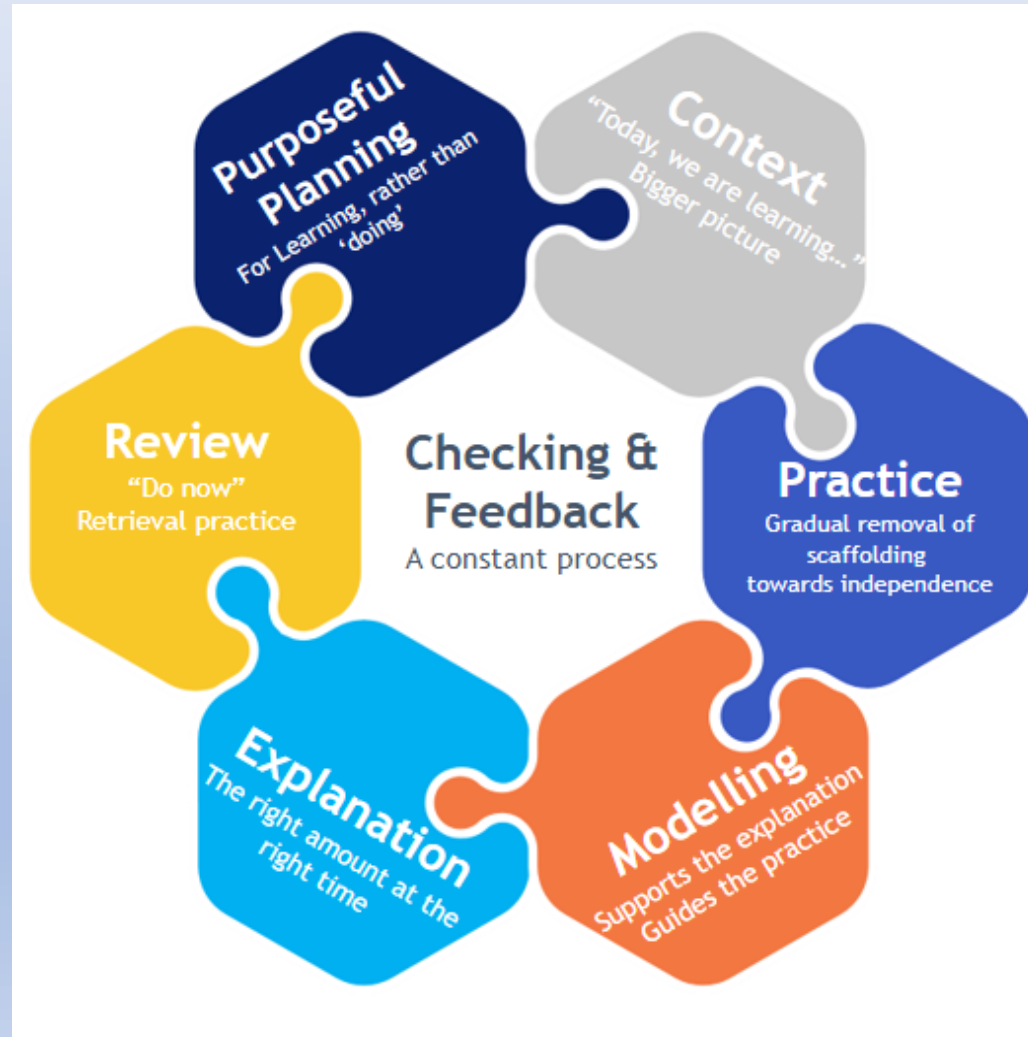 Purposeful
Planning
For Learning, rather than
‘doing’
Context
“Today, we are learning... ”
Bigger picture
Review
“Do now”
Retrieval practice
Checking &
Feedback
A constant process
Practice
Gradual removal of
scaffolding
towards independence
Explanation
The right amount at the
right time
Modelling
Supports the explanation
Guides the practice